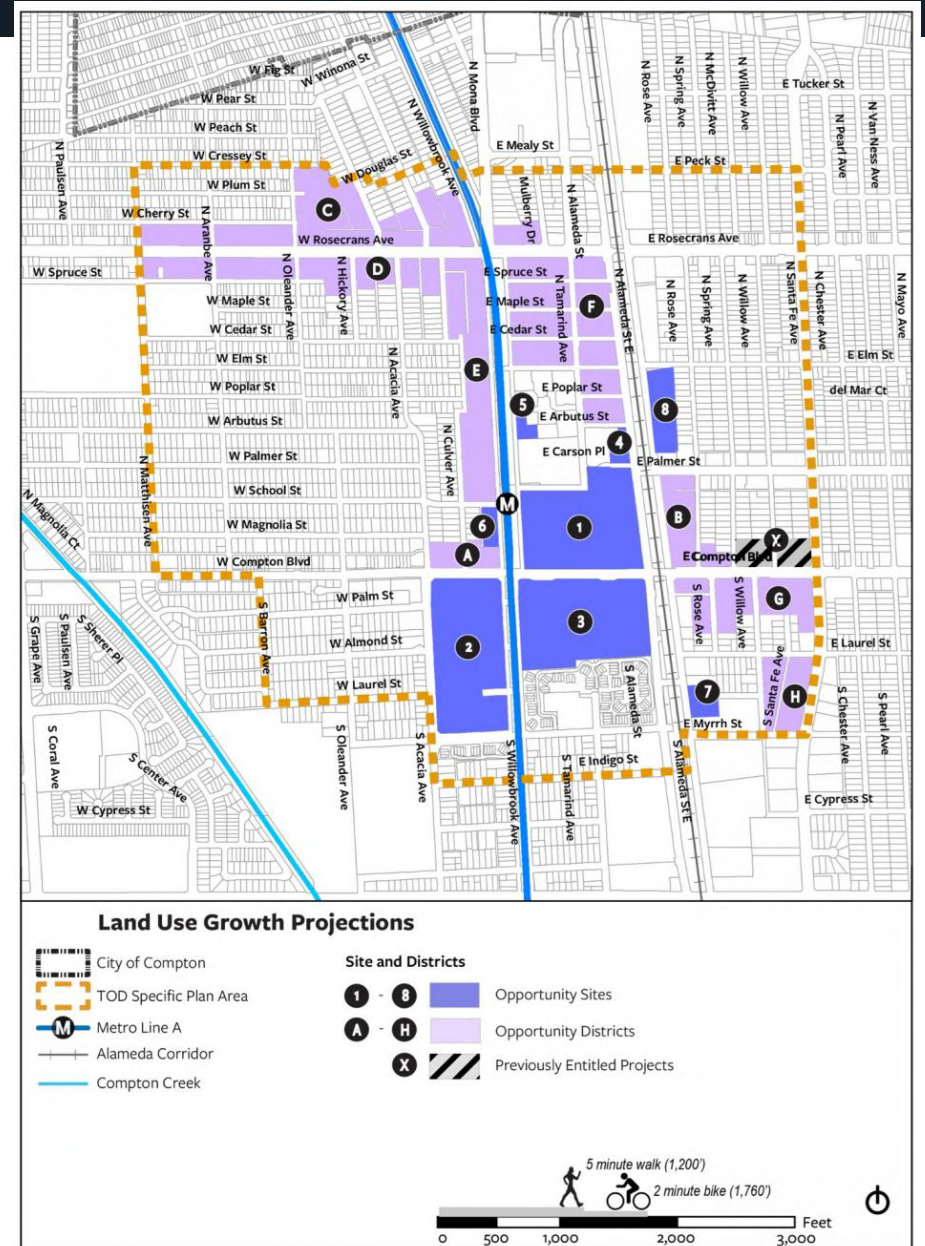 W Fig St
W Winona St
N Willowbrook Ave
N Mona Blvd
N Rose Ave
N Spring Ave
N McDivitt Ave
N Willow Ave
E Tucker St
N Pearl Ave
N Van Ness Ave
W Pear St
W Peach St
N Paulsen Ave
W Cressey St
W Douglas St
E Mealy St
E Peck St
W Plum St
C
Mulberry Dr
N Alameda St
W Cherry St
N Aranbe Ave
W Rosecrans Ave
E Rosecrans Ave
W Spruce St
N Oleander Ave
N Hickory Ave
D
E Spruce St
N Tamarind Ave
N Alameda St E
N Rose Ave
N Spring Ave
N Willow Ave
N Santa Fe Ave
N Chester Ave
N Mayo Ave
W Maple St
E Maple St
F
W Cedar St
E Cedar St
W Elm St
N Acacia Ave
E
E Elm St
W Poplar St
E Poplar St
del Mar Ct
W Arbutus St
5
E Arbutus St
8
N Culver Ave
4
W Palmer St
E Carson Pl
E Palmer St
N Matthisen Ave
W School St
M
N Magnolia Ct
W Magnolia St
6
1
B
X
W Compton Blvd
A
E Compton Blvd
W Palm St
S Rose Ave
S Willow Ave
G
S Grape Ave
S Paulsen Ave
S Sherer Pl
S Barron Ave
W Almond St
2
3
E Laurel St
W Laurel St
S Alameda St
7
S Santa Fe Ave
H
S Chester Ave
S Pearl Ave
E Myrrh St
S Coral Ave
S Center Ave
S Oleander Ave
S Acacia Ave
S Willowbrook Ave
S Tamarind Ave
E Indigo St
S Alameda St E
W Cypress St
E Cypress St
Land Use Growth Projections
City of Compton
TOD Specific Plan Area
M Metro Line A
Alameda Corridor
Compton Creek
Site and Districts
1 - 8 Opportunity Sites
A - H Opportunity Districts
X Previously Entitled Projects
5 minute walk (1,200')
2 minute bike (1,760')
Feet
0 500 1,000 2,000 3,000